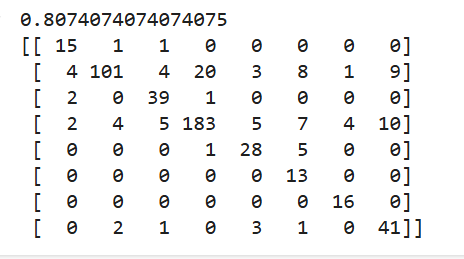 0.8074074074074075
[[ 15 1 1 0 0 0 0 0]
[ 4 101 4 20 3 8 1 9]
[ 2 0 39 1 0 0 0 0]
[ 2 4 5 183 5 7 4 10]
[ 0 0 0 1 28 5 0 0]
[ 0 0 0 0 0 13 0 0]
[ 0 0 0 0 0 0 16 0]
[ 0 2 1 0 3 1 0 41]]